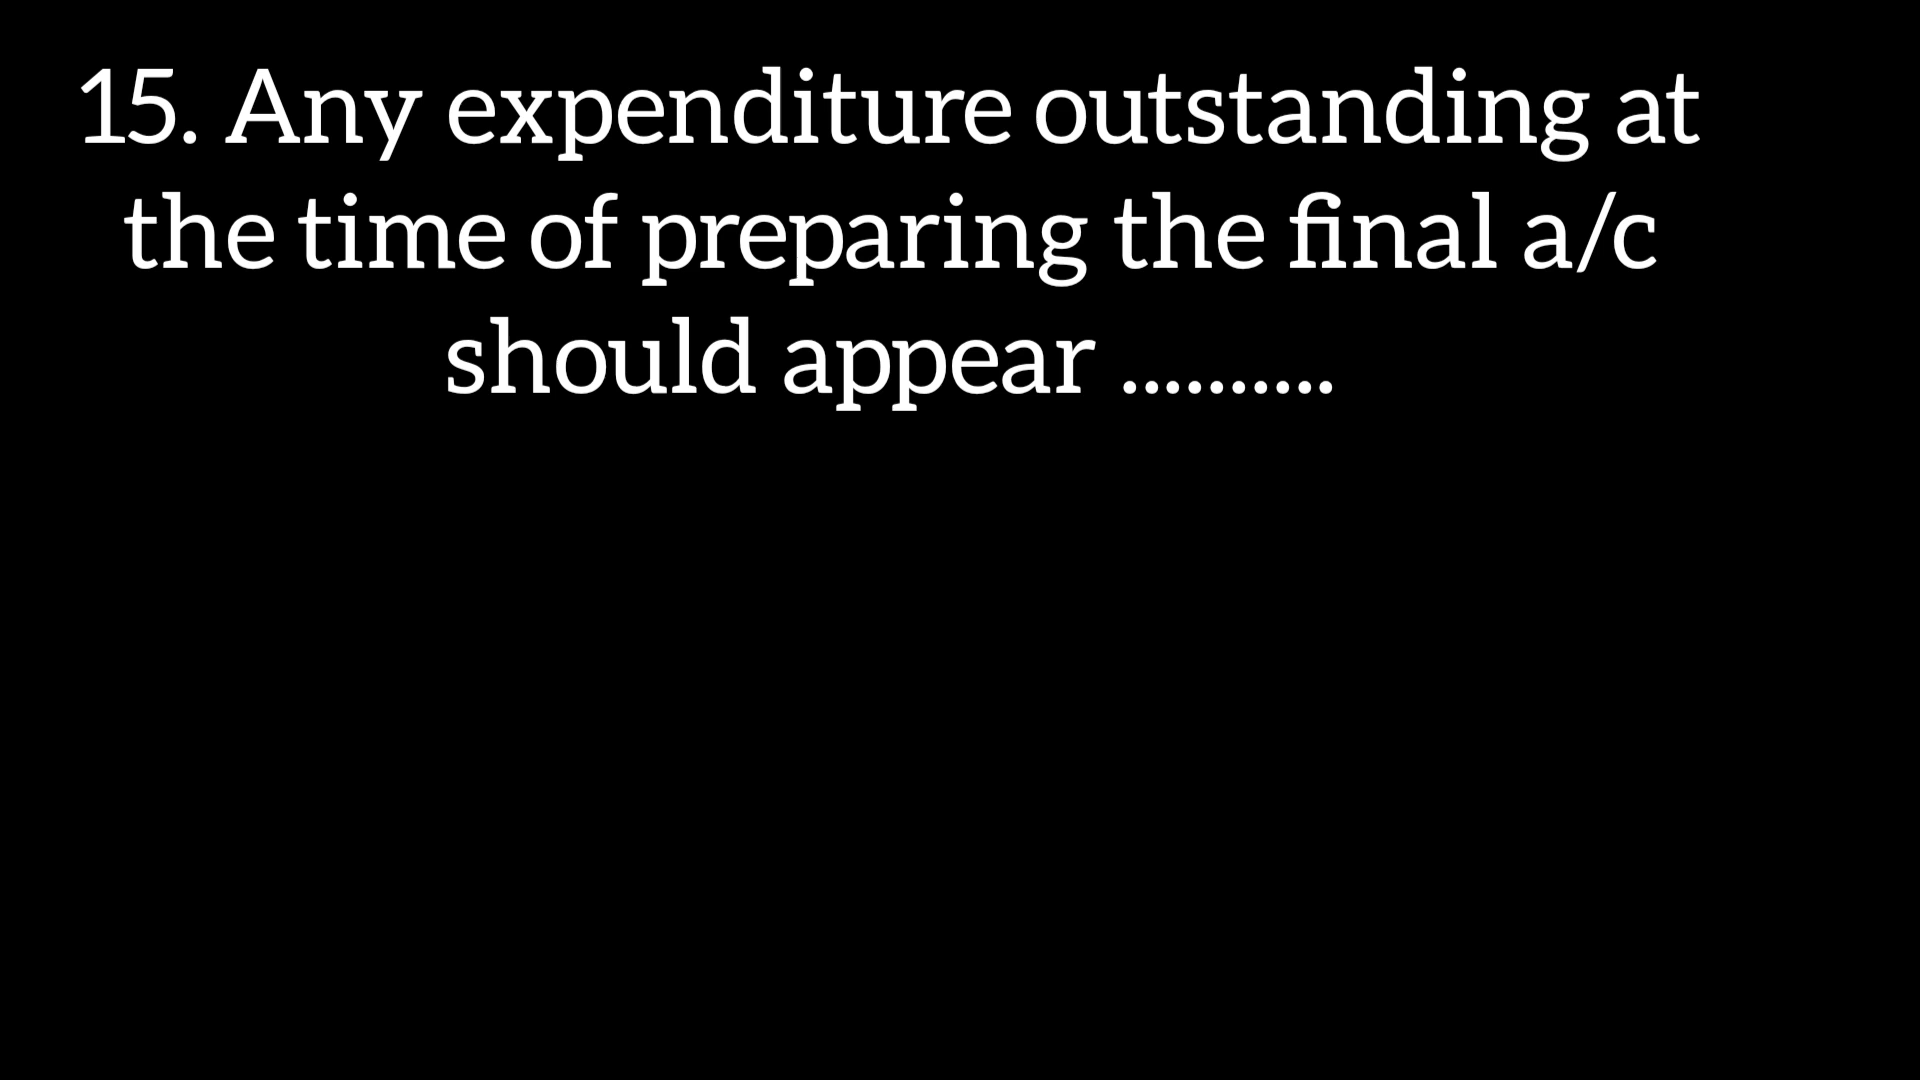 15. Any expenditure outstanding at
the time of preparing the final a/c
should appear ..........